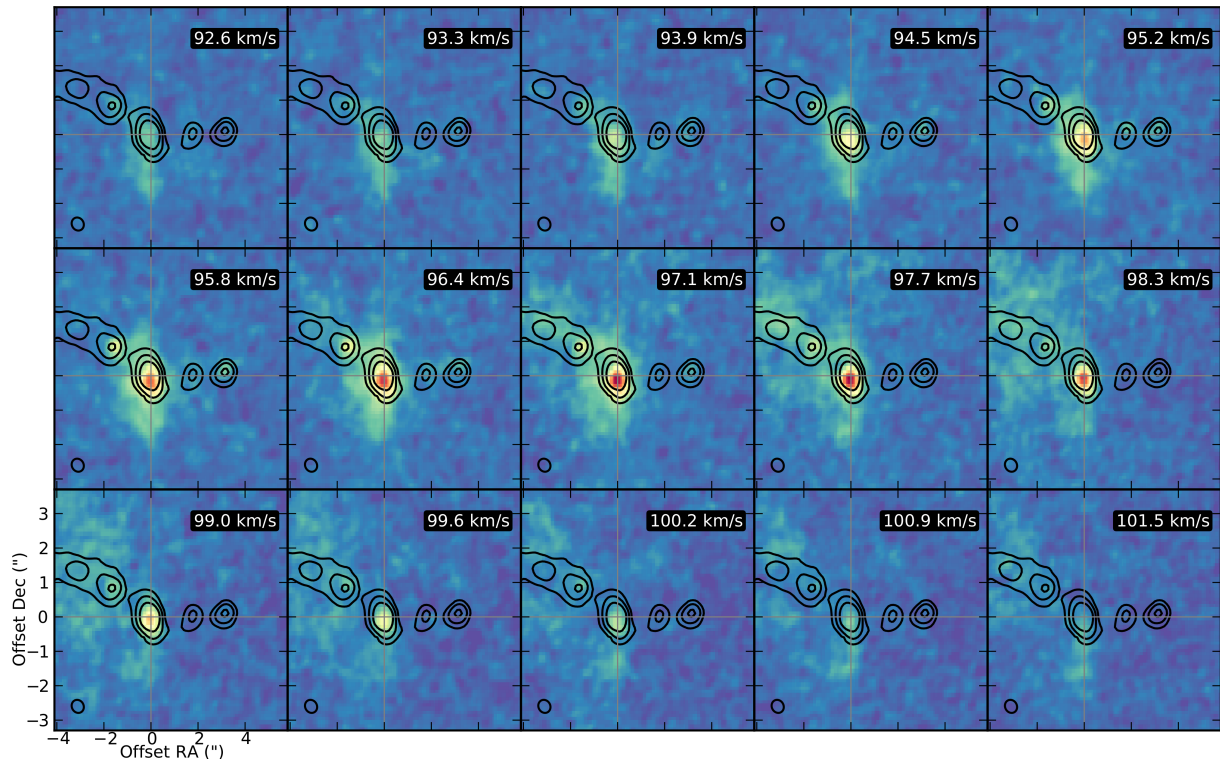 92.6 km/s
93.3 km/s
93.9 km/s
94.5 km/s
95.2 km/s
95.8 km/s
96.4 km/s
97.1 km/s
97.7 km/s
98.3 km/s
99.0 km/s
99.6 km/s
100.2 km/s
100.9 km/s
101.5 km/s
3
2
1
0
−1
−2
−3
Offset Dec (")
−4 −2 0 2 4
Offset RA (")